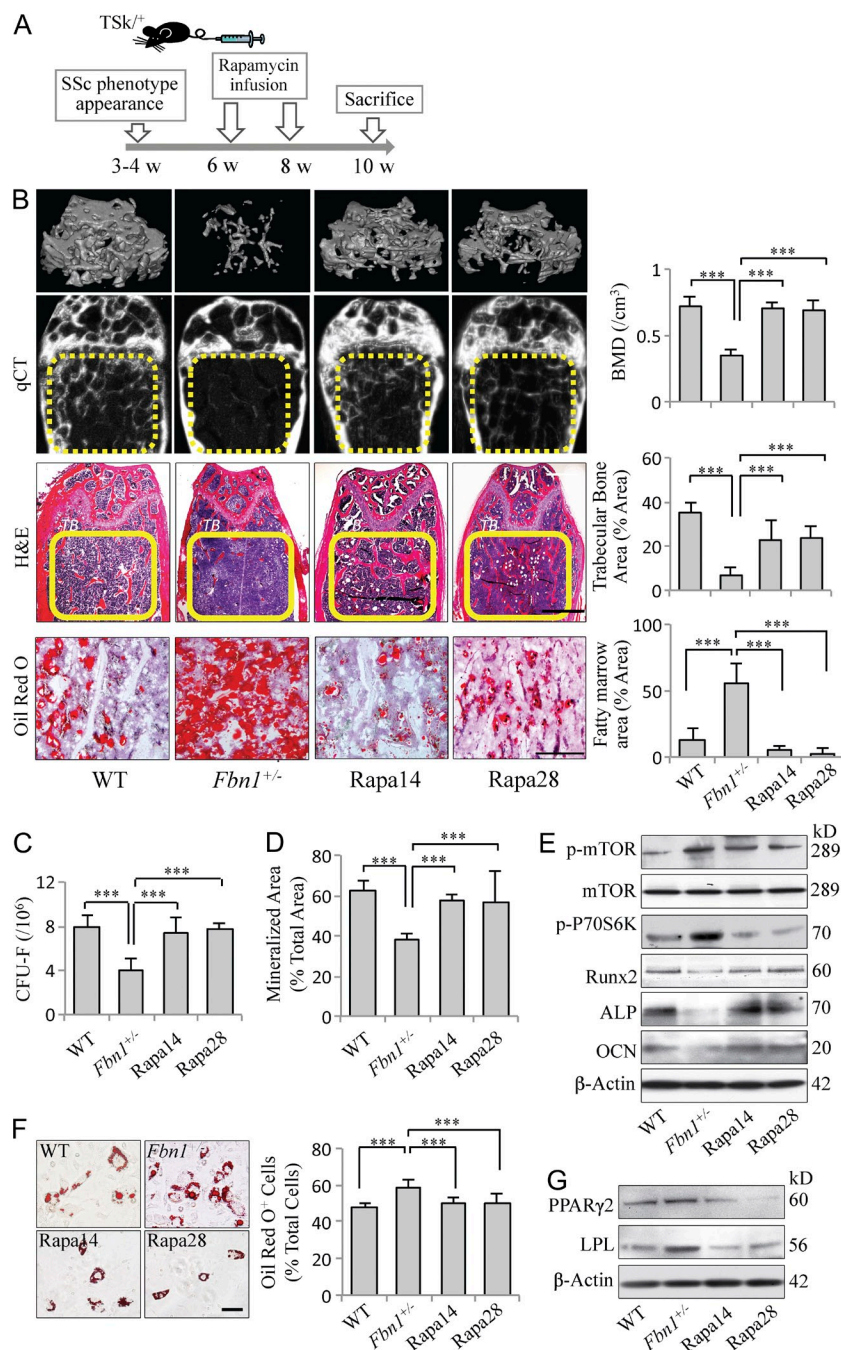 A
TSk/+
SSc phenotype
appearance
Rapamycin
infusion
Sacrifice
3-4 w
6 w
8 w
10 w
B
qCT
H&E
TB
TB
TB
TB
Oil Red O
WT
Fbn1+/-
Rapa14
Rapa28
***
***
***
BMD (/cm3)
1
0.5
0
***
***
***
Trabecular Bone
Area (% Area)
60
40
20
0
***
***
***
Fatty marrow
area (% Area)
100
50
0
WT
Fbn1+/-
Rapa14
Rapa28
C
***
***
***
CFU-F (/10^6)
12
8
4
0
WT
Fbn1+/-
Rapa14
Rapa28
D
***
***
***
Mineralized Area
(% Total Area)
80
60
40
20
0
WT
Fbn1+/-
Rapa14
Rapa28
E
kD
p-mTOR 289
mTOR 289
p-P70S6K 70
Runx2 60
ALP 70
OCN 20
β-Actin 42
WT
Fbn1+/-
Rapa14
Rapa28
F
WT
Fbn1+/-
Rapa14
Rapa28
***
***
***
Oil Red O+ Cells
(% Total Cells)
80
60
40
20
0
WT
Fbn1+/-
Rapa14
Rapa28
G
kD
PPARγ2 60
LPL 56
β-Actin 42
WT
Fbn1+/-
Rapa14
Rapa28